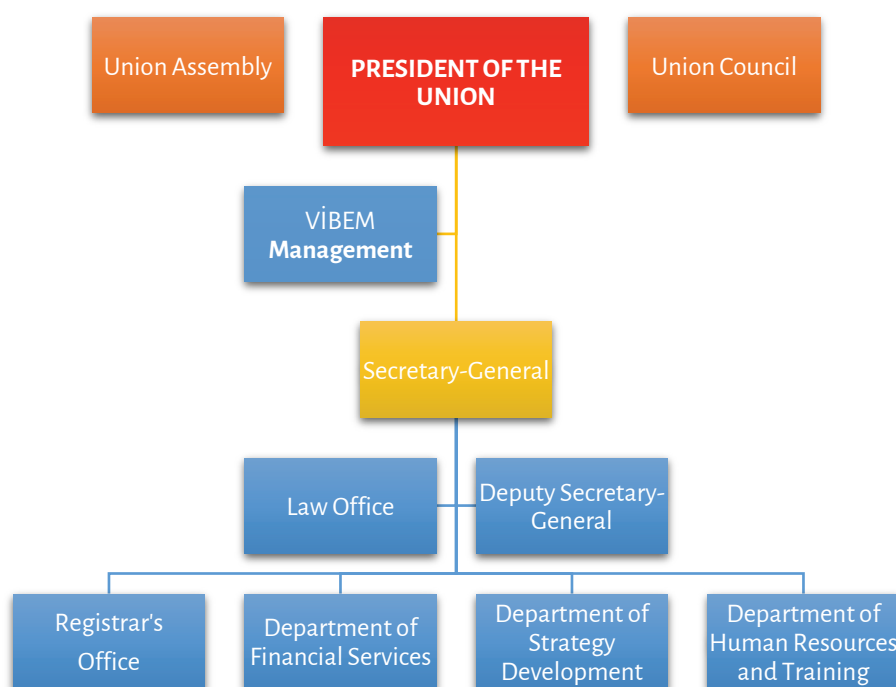 Union Assembly
PRESIDENT OF THE
UNION
Union Council
VİBEM
Management
Secretary-General
Law Office
Deputy Secretary-
General
Registrar's
Office
Department of
Financial Services
Department of
Strategy
Development
Department of
Human Resources
and Training